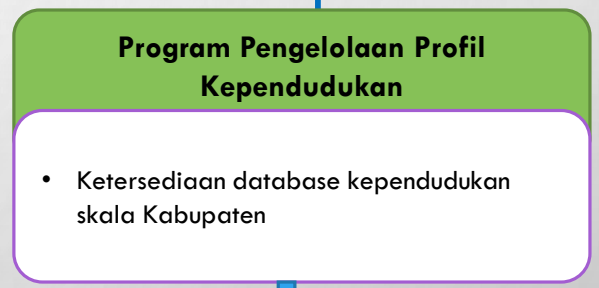 Program Pengelolaan Profil
Kependudukan
• Ketersediaan database kependudukan
skala Kabupaten